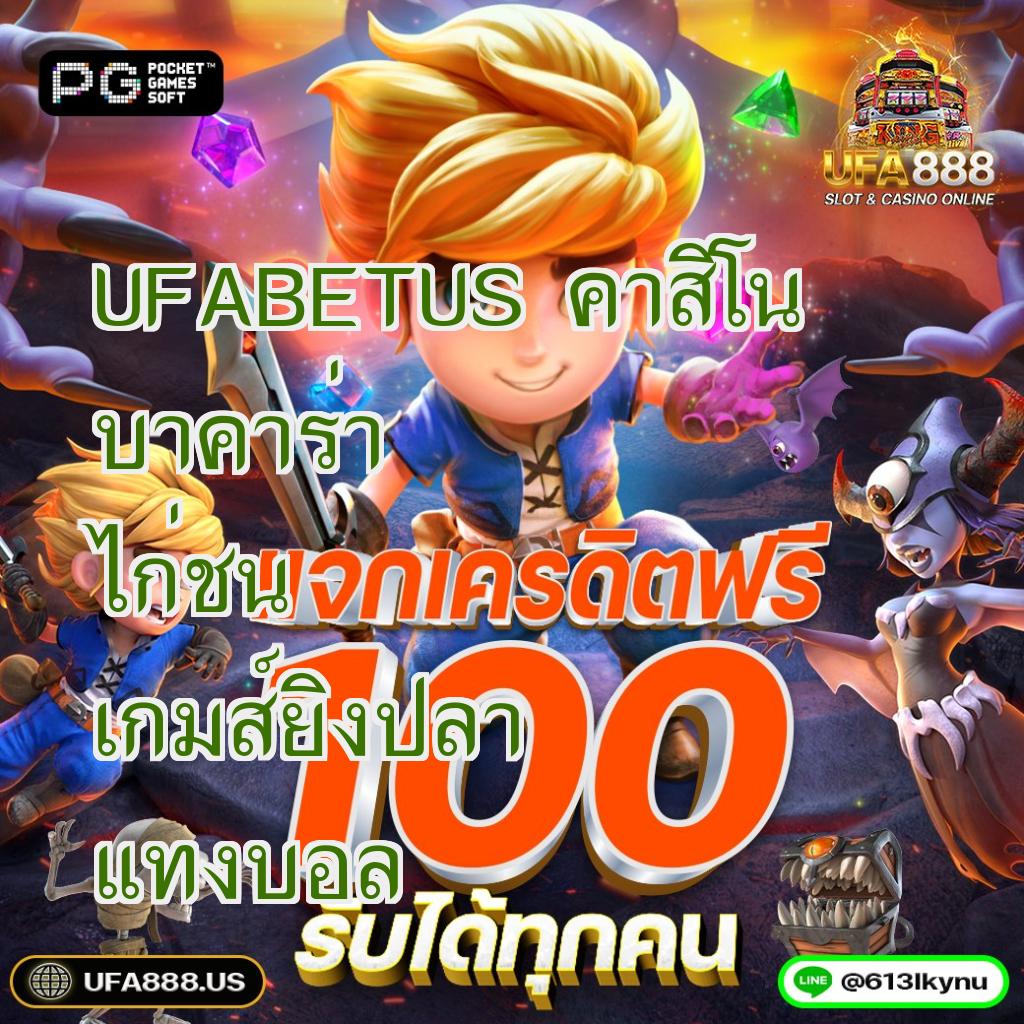 PG POCKET GAMES SOFT™
UFA888
SLOT & CASINO ONLINE
UFABETUS คาสิโน
บาคาร่า
ไก่ชน
แจกเครดิตฟรี
เกมส์ยิงปลา
100
แทงบอล
รับได้ทุกคน
UFA888.US
LINE @613lkynu